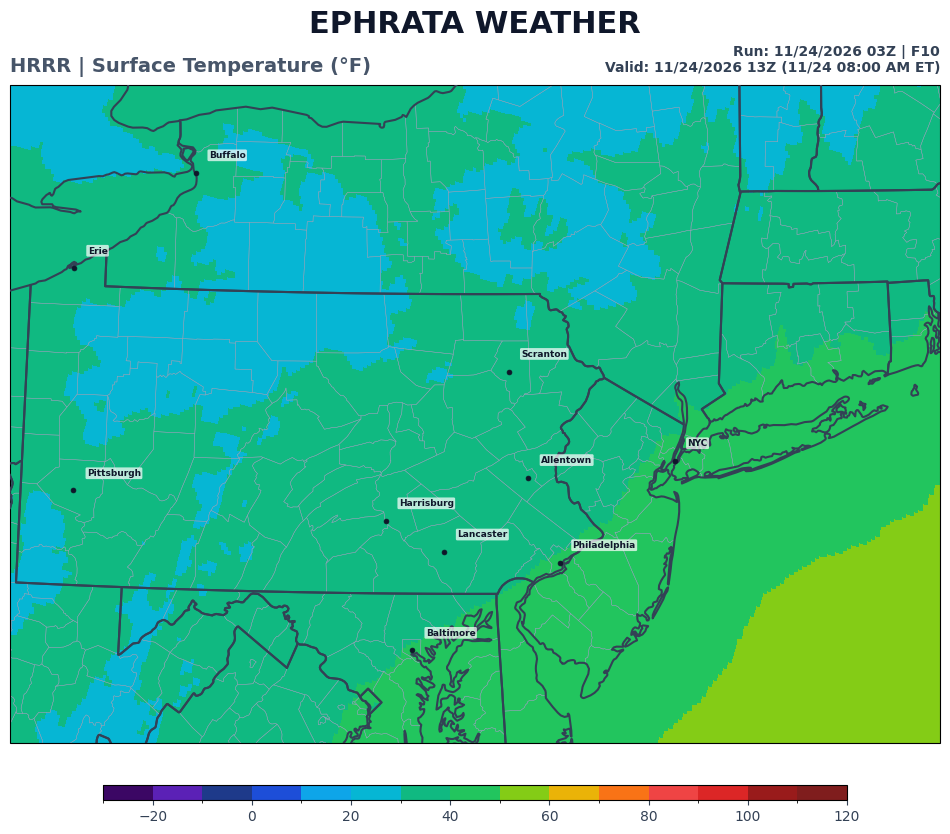 EPHRATA WEATHER
HRRR | Surface Temperature (°F)
Run: 11/24/2026 03Z | F10
Valid: 11/24/2026 13Z (11/24 08:00 AM ET)
Buffalo
Erie
Scranton
NYC
Allentown
Pittsburgh
Harrisburg
Lancaster
Philadelphia
Baltimore
−20 0 20 40 60 80 100 120